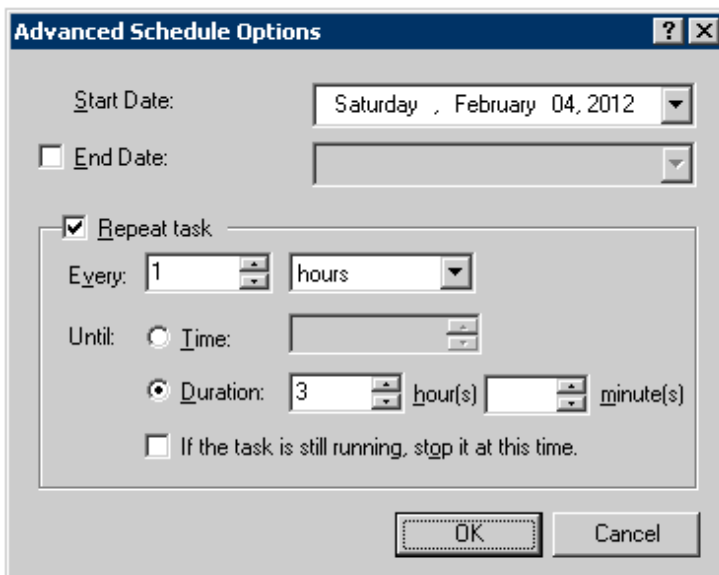 Advanced Schedule Options
Start Date: Saturday , February 04, 2012
End Date:
Repeat task
Every: 1 hours
Until: Time:
Duration: 3 hour(s) minute(s)
If the task is still running, stop it at this time.
OK Cancel